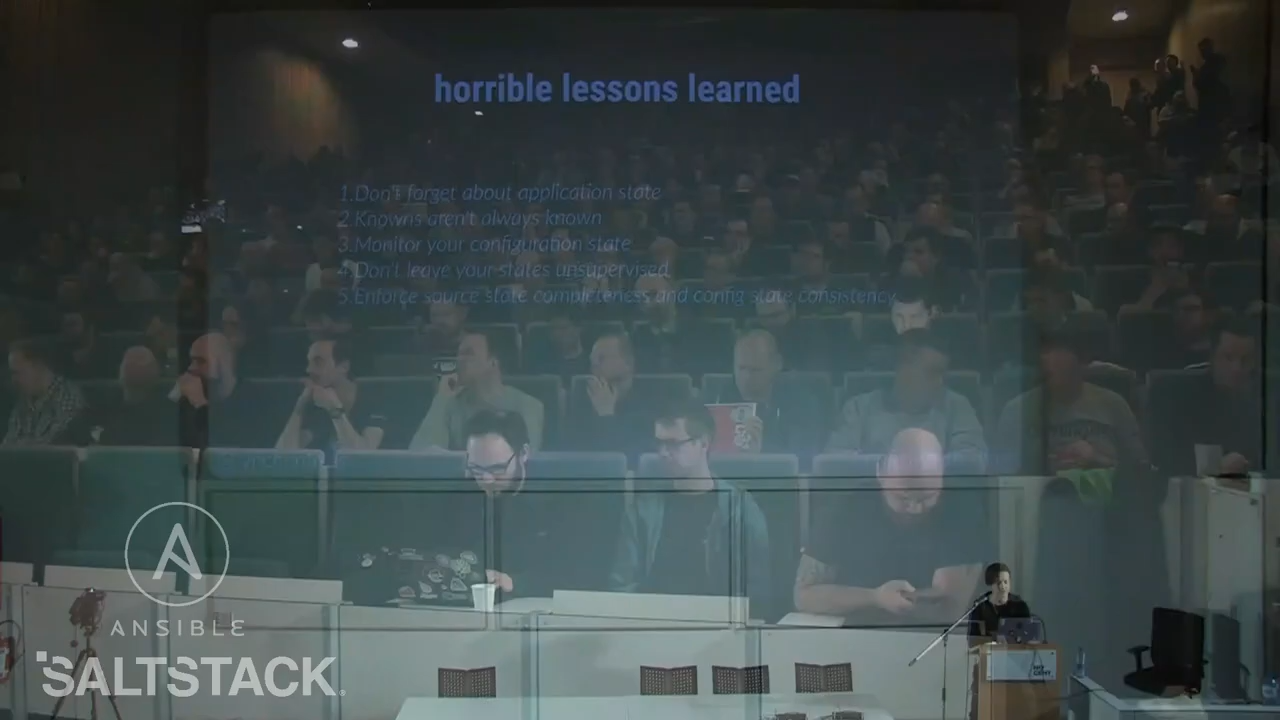 horrible lessons learned
1.Don't forget about application state
2.Knowns aren't always known
3.Monitor your configuration state
4.Don't leave your states unsupervised
5.Enforce source state completeness and config state consistency
ANSIBLE
SALTSTACK.